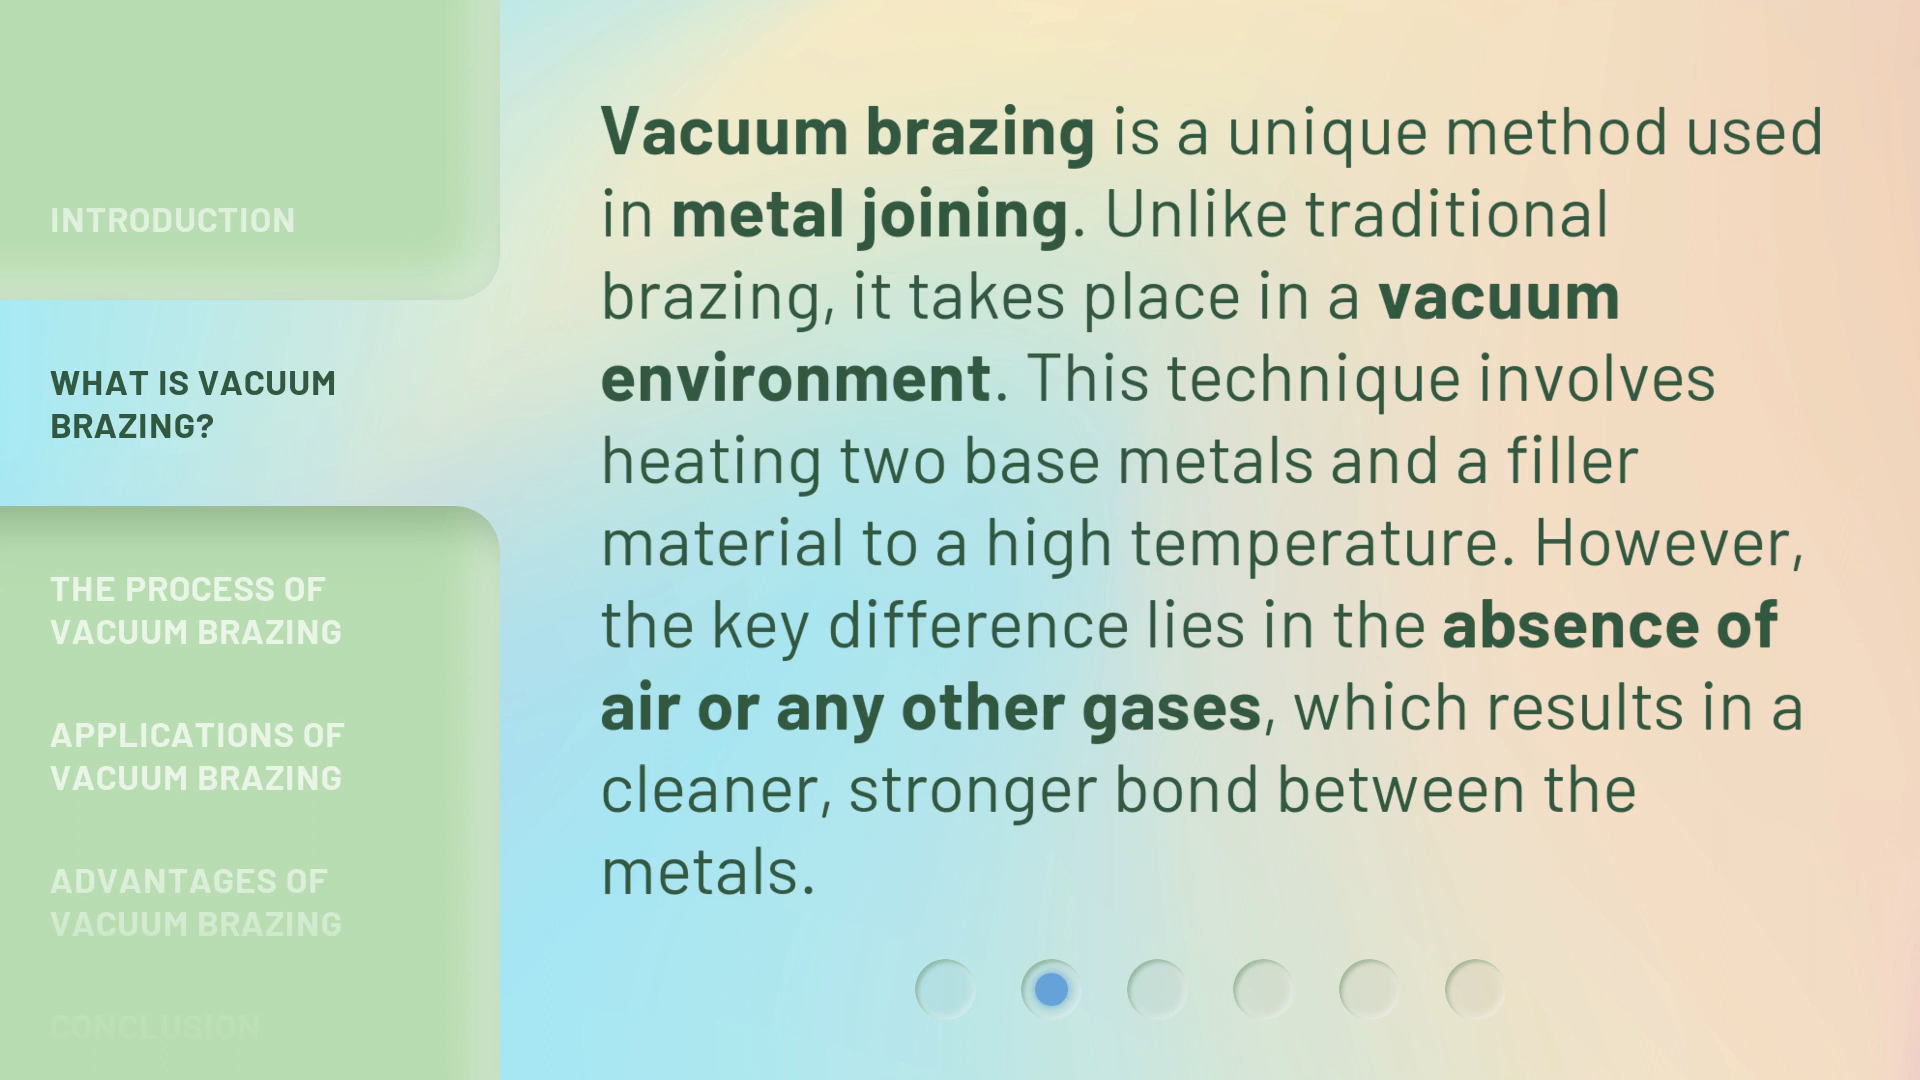 INTRODUCTION
WHAT IS VACUUM
BRAZING?
THE PROCESS OF
VACUUM BRAZING
APPLICATIONS OF
VACUUM BRAZING
ADVANTAGES OF
VACUUM BRAZING
CONCLUSION
Vacuum brazing is a unique method used
in metal joining. Unlike traditional
brazing, it takes place in a vacuum
environment. This technique involves
heating two base metals and a filler
material to a high temperature. However,
the key difference lies in the absence of
air or any other gases, which results in a
cleaner, stronger bond between the
metals.